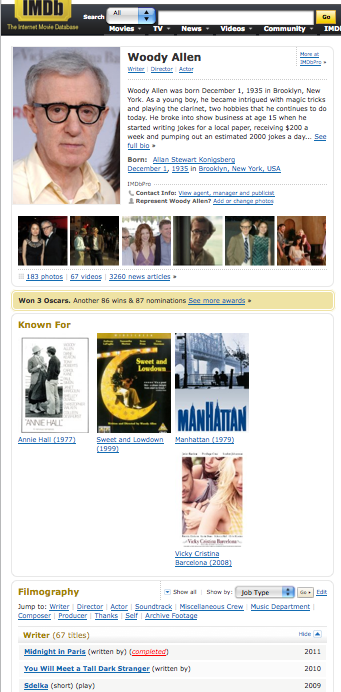 IMDb
The Internet Movie Database
Search All Go
Movies TV News Videos Community IMD
Woody Allen
Writer | Director | Actor
More at
IMDbPro »
Woody Allen was born December 1, 1935 in Brooklyn, New
York. As a young boy, he became intrigued with magic tricks
and playing the clarinet, two hobbies that he continues to do
today. He broke into show business at age 15 when he
started writing jokes for a local paper, receiving $200 a
week and pumping out an estimated 2000 jokes a day... See
full bio »
Born: Allan Stewart Konigsberg
December 1, 1935 in Brooklyn, New York, USA
IMDbPro
Contact Info: View agent, manager and publicist
Represent Woody Allen? Add or change photos
183 photos | 67 videos | 3260 news articles »
Won 3 Oscars. Another 86 wins & 87 nominations See more awards »
Known For
ANNIE HALL
Sweet and
Lowdown
MANHATTAN
Annie Hall (1977)
Sweet and Lowdown
(1999)
Manhattan (1979)
Vicky Cristina Barcelona
Vicky Cristina
Barcelona (2008)
Filmography
Show all | Show by: Job Type Go Edit
Jump to: Writer | Director | Actor | Soundtrack | Miscellaneous Crew | Music Department |
Composer | Producer | Thanks | Self | Archive Footage
Writer (67 titles) Hide
Midnight in Paris (written by) (completed) 2011
You Will Meet a Tall Dark Stranger (written by) 2010
Sdelka (short) (play) 2009